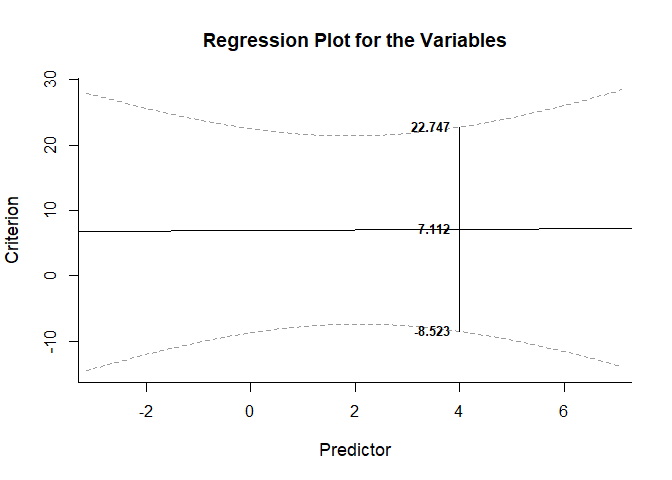 Regression Plot for the Variables
30
20
10
0
-10
Criterion
22.747
7.112
-8.523
-2 0 2 4 6
Predictor